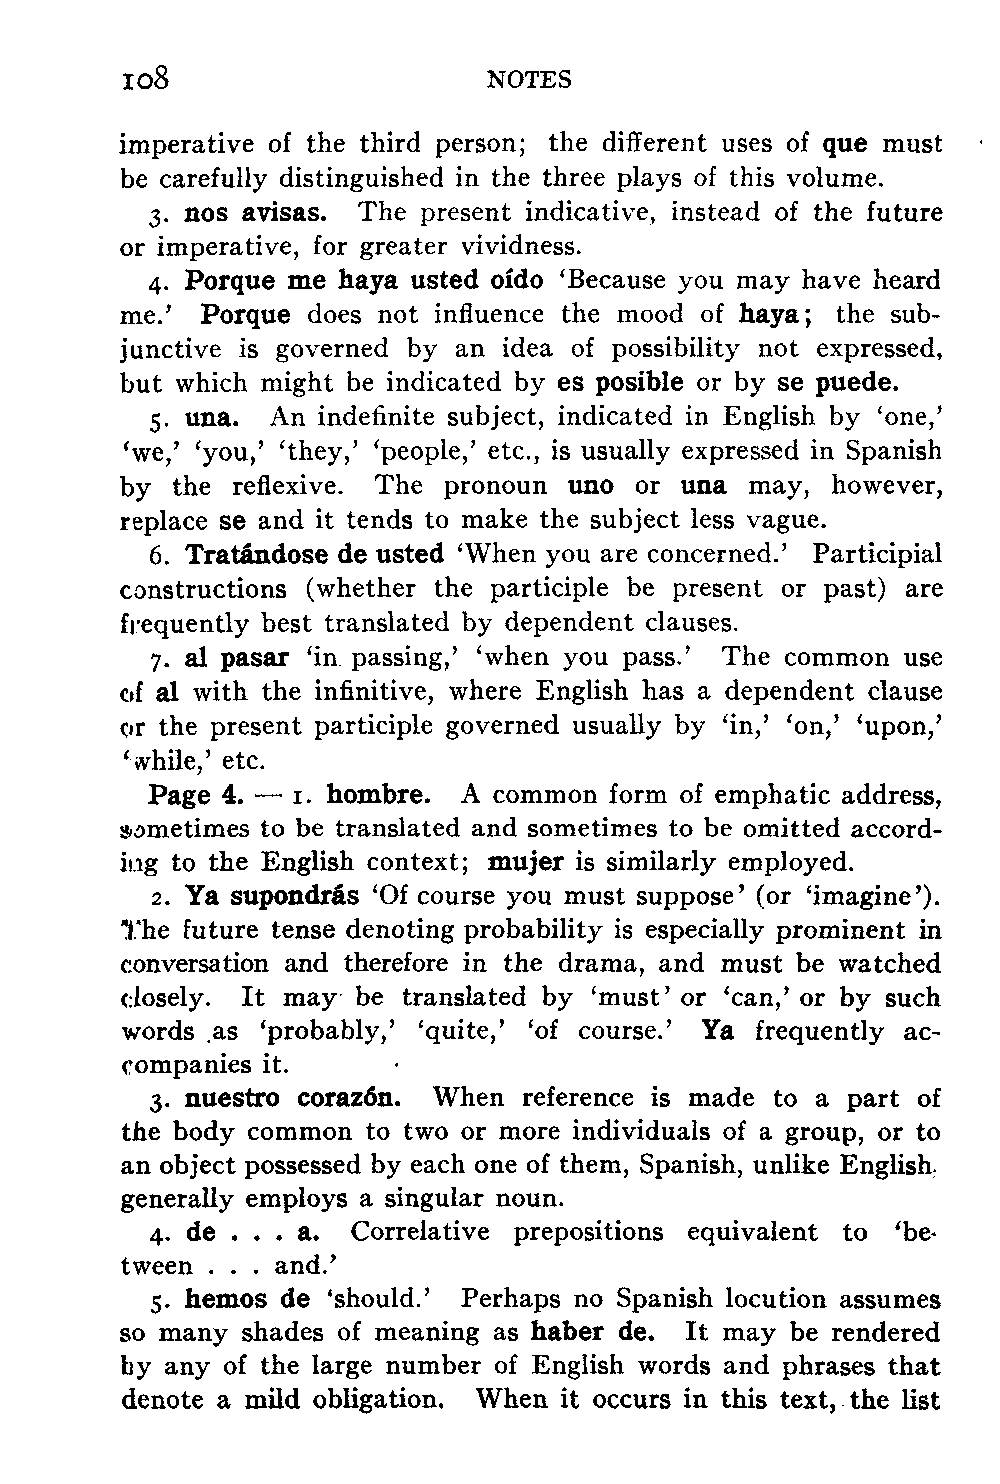 108 NOTES
imperative of the third person; the different uses of que must
be carefully distinguished in the three plays of this volume.
3. nos avisas. The present indicative, instead of the future
or imperative, for greater vividness.
4. Porque me haya usted oído ‘Because you may have heard
me.’ Porque does not influence the mood of haya; the sub-
junctive is governed by an idea of possibility not expressed,
but which might be indicated by es posible or by se puede.
5. una. An indefinite subject, indicated in English by ‘one,’
‘we,’ ‘you,’ ‘they,’ ‘people,’ etc., is usually expressed in Spanish
by the reflexive. The pronoun uno or una may, however,
replace se and it tends to make the subject less vague.
6. Tratándose de usted ‘When you are concerned.’ Participial
constructions (whether the participle be present or past) are
frequently best translated by dependent clauses.
7. al pasar ‘in passing,’ ‘when you pass.’ The common use
of al with the infinitive, where English has a dependent clause
or the present participle governed usually by ‘in,’ ‘on,’ ‘upon,’
‘while,’ etc.
Page 4. — 1. hombre. A common form of emphatic address,
sometimes to be translated and sometimes to be omitted accord-
ing to the English context; mujer is similarly employed.
2. Ya supondrás ‘Of course you must suppose’ (or ‘imagine’).
The future tense denoting probability is especially prominent in
conversation and therefore in the drama, and must be watched
closely. It may be translated by ‘must’ or ‘can,’ or by such
words as ‘probably,’ ‘quite,’ ‘of course.’ Ya frequently ac-
companies it.
3. nuestro corazón. When reference is made to a part of
the body common to two or more individuals of a group, or to
an object possessed by each one of them, Spanish, unlike English,
generally employs a singular noun.
4. de . . . a. Correlative prepositions equivalent to ‘be-
tween . . . and.’
5. hemos de ‘should.’ Perhaps no Spanish locution assumes
so many shades of meaning as haber de. It may be rendered
by any of the large number of English words and phrases that
denote a mild obligation. When it occurs in this text, the list